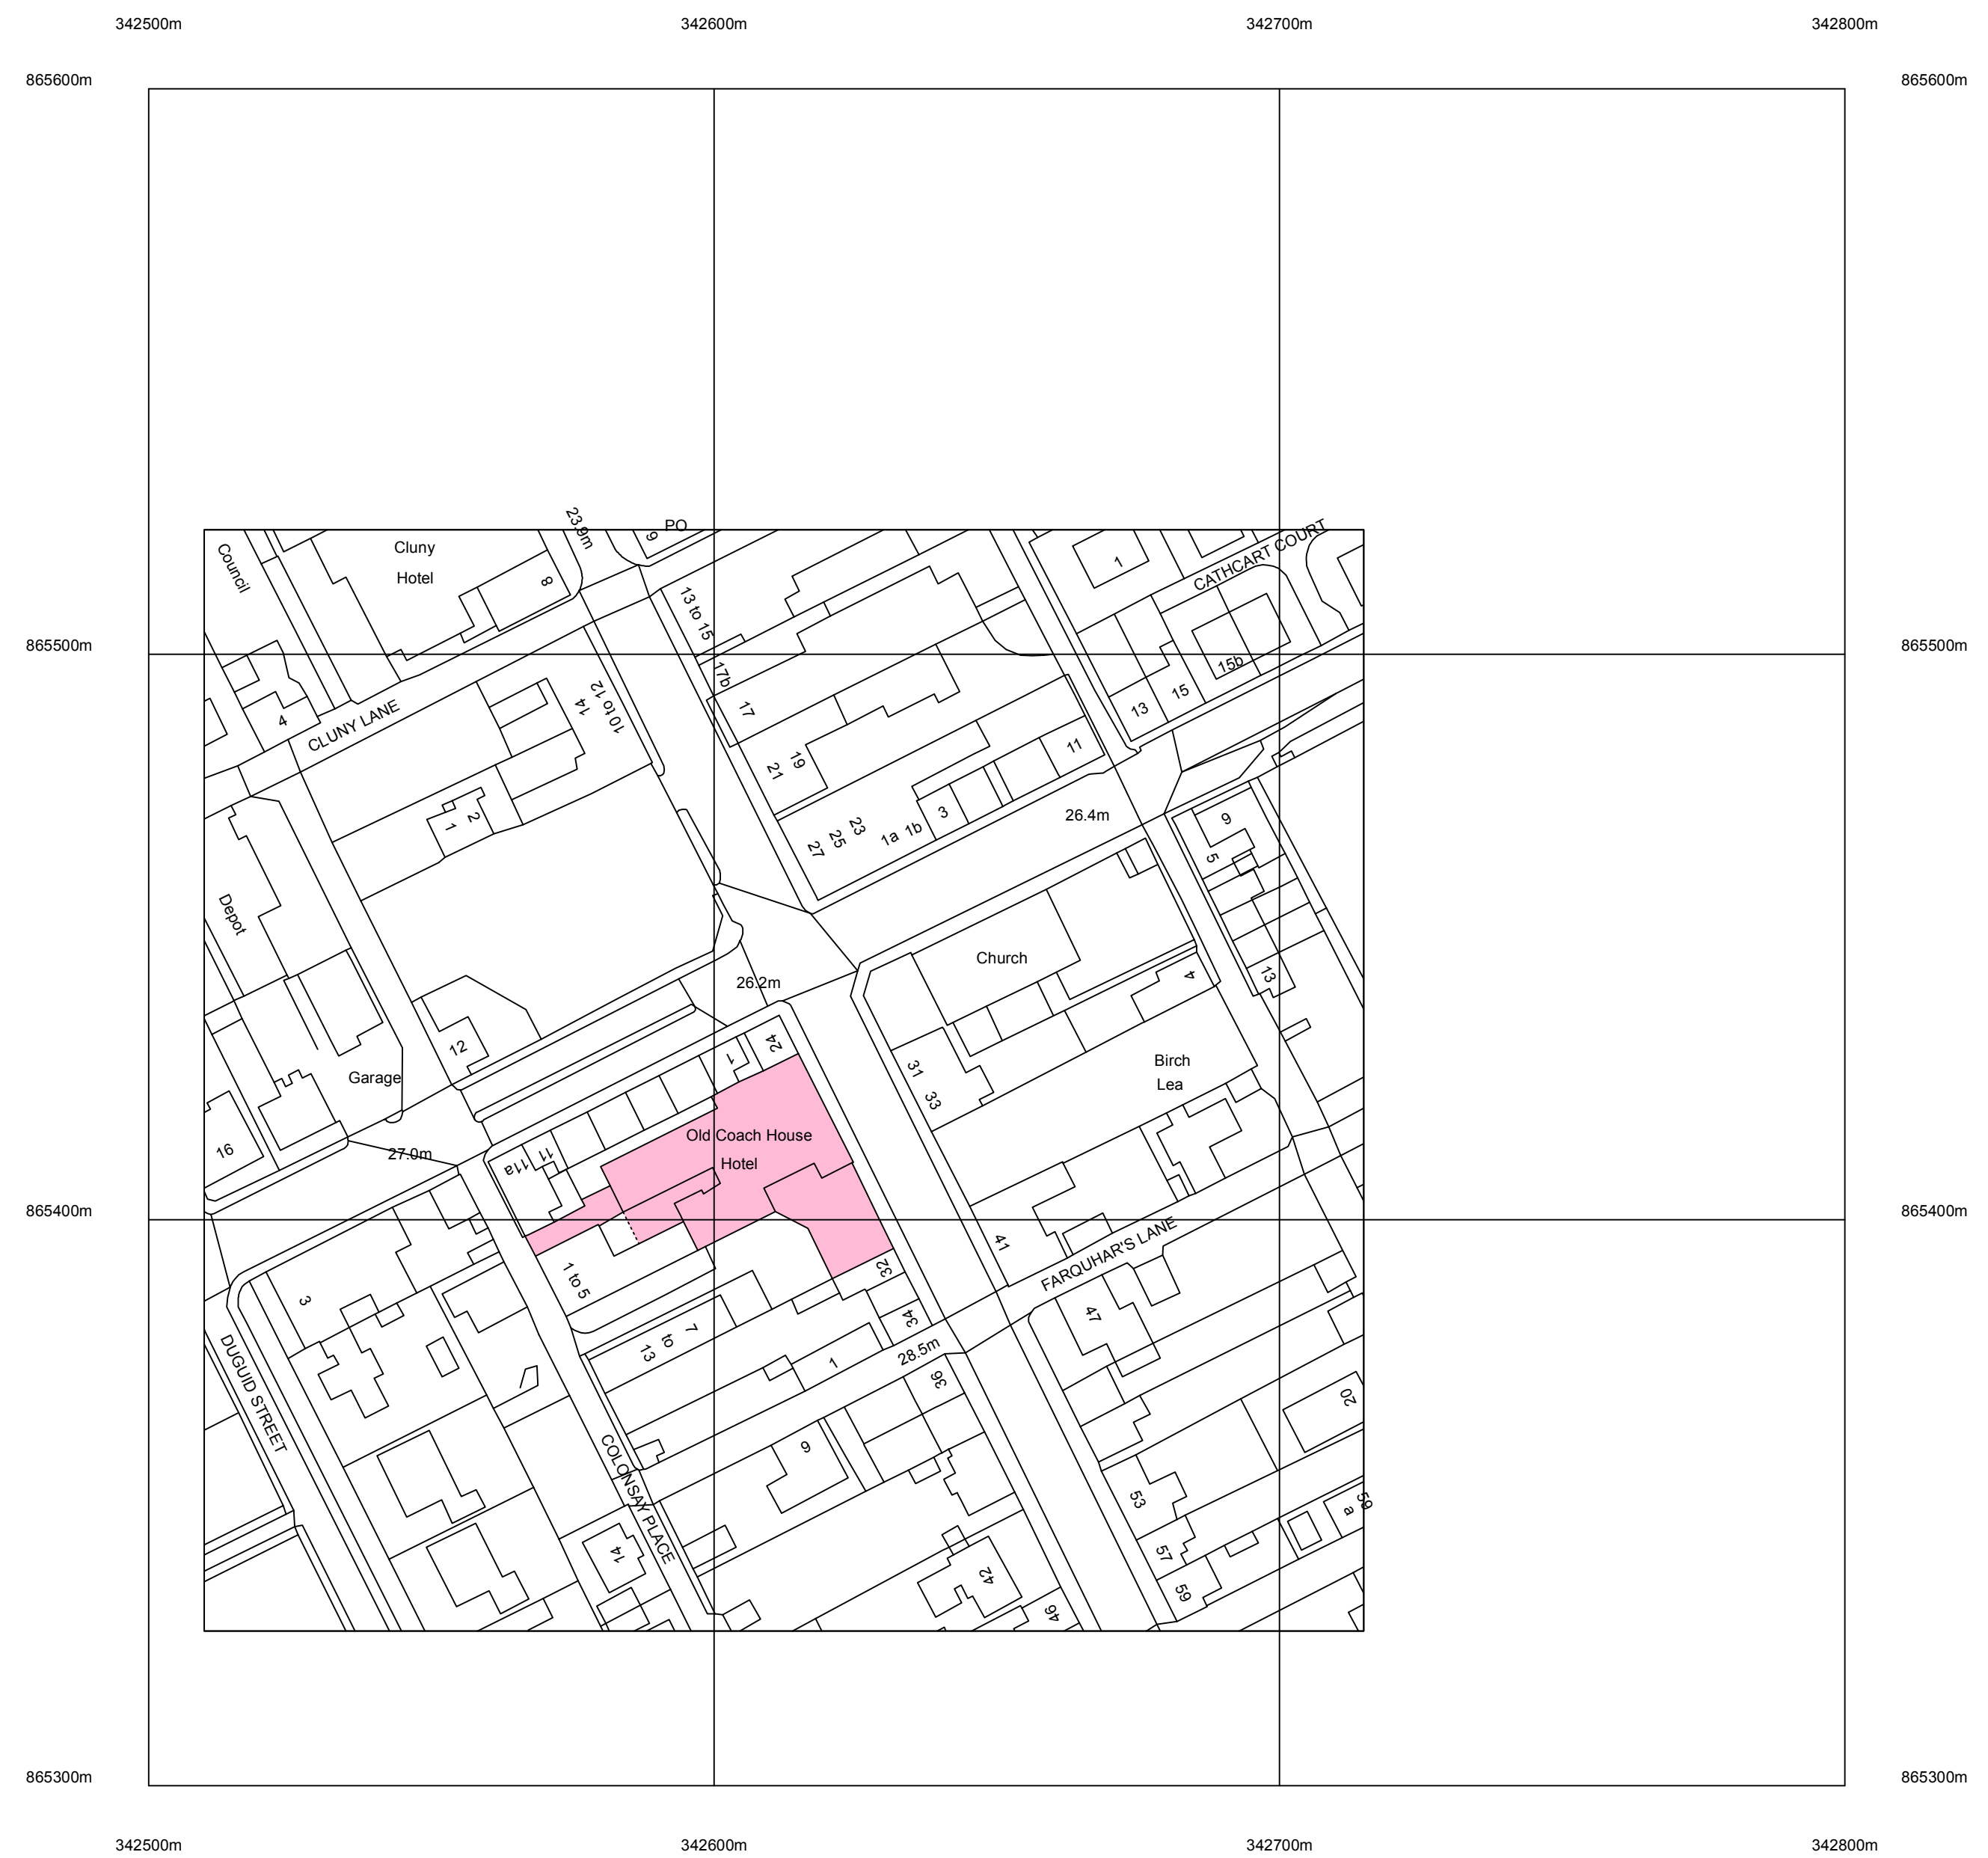 342500m
342600m
342700m
342800m
865600m
865600m
Council
Cluny
Hotel
8
23.9m
9
PO
1
CATHCART COURT
13 to 15
17b
17
10 to 12
14
4
CLUNY LANE
865500m
865500m
15b
15
13
11
19
21
1
2
3
1a 1b
23
25
27
26.4m
9
5
13
Depot
Church
26.2m
4
12
Garage
24
1
31
33
Birch
Lea
16
27.0m
11a
11
Old Coach House
Hotel
865400m
865400m
41
FARQUHAR'S LANE
1 to 5
32
3
34
47
7
to
13
1
28.5m
DUGUID STREET
36
20
COLONSAY PLACE
6
53
59
a
14
57
42
59
46
865300m
865300m
342500m
342600m
342700m
342800m